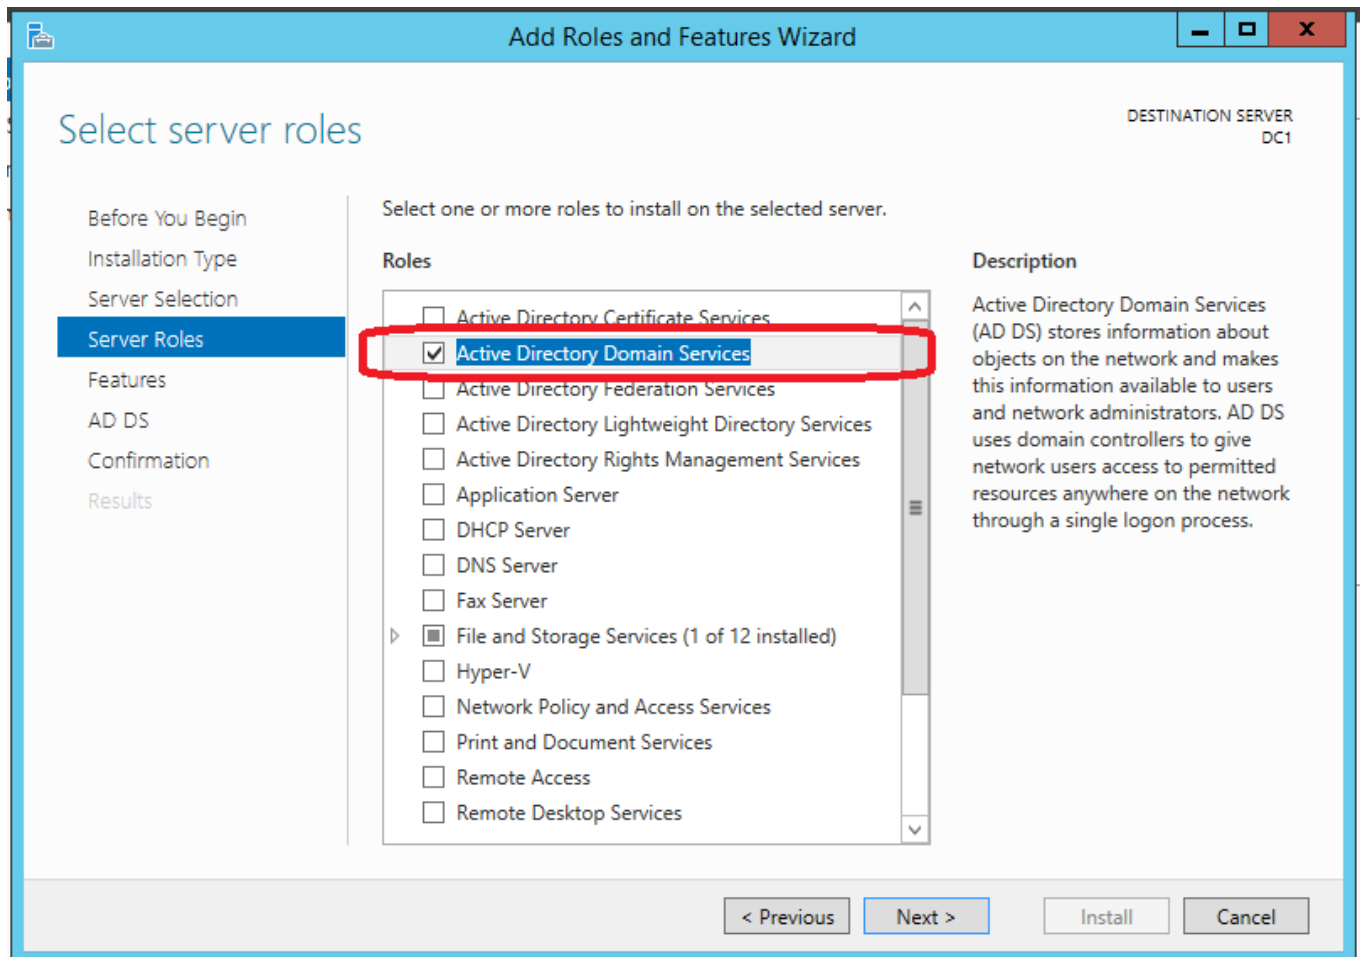 Add Roles and Features Wizard
Select server roles
DESTINATION SERVER
DC1
Before You Begin
Installation Type
Server Selection
Server Roles
Features
AD DS
Confirmation
Results
Select one or more roles to install on the selected server.
Roles
Active Directory Certificate Services
Active Directory Domain Services
Active Directory Federation Services
Active Directory Lightweight Directory Services
Active Directory Rights Management Services
Application Server
DHCP Server
DNS Server
Fax Server
File and Storage Services (1 of 12 installed)
Hyper-V
Network Policy and Access Services
Print and Document Services
Remote Access
Remote Desktop Services
Description
Active Directory Domain Services
(AD DS) stores information about
objects on the network and makes
this information available to users
and network administrators. AD DS
uses domain controllers to give
network users access to permitted
resources anywhere on the network
through a single logon process.
< Previous
Next >
Install
Cancel